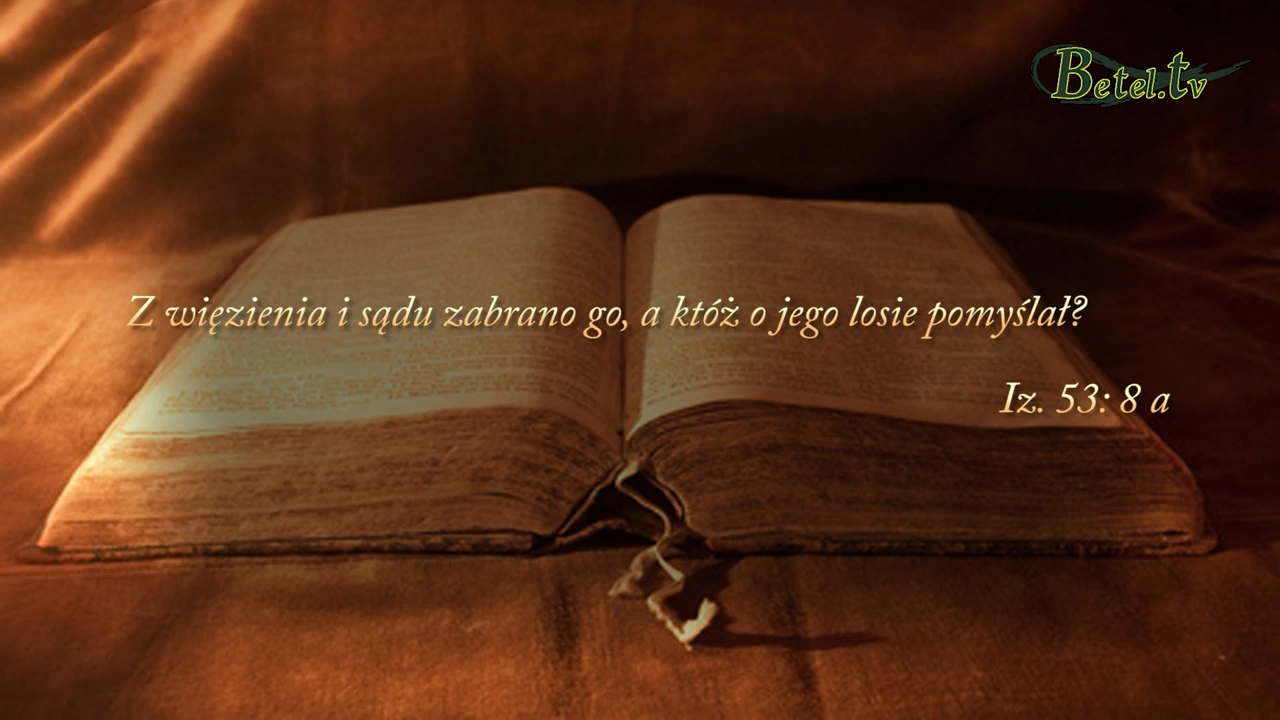 Betel.tv
Z więzienia i sądu zabrano go, a któż o jego losie pomyślał?
Iz. 53: 8 a